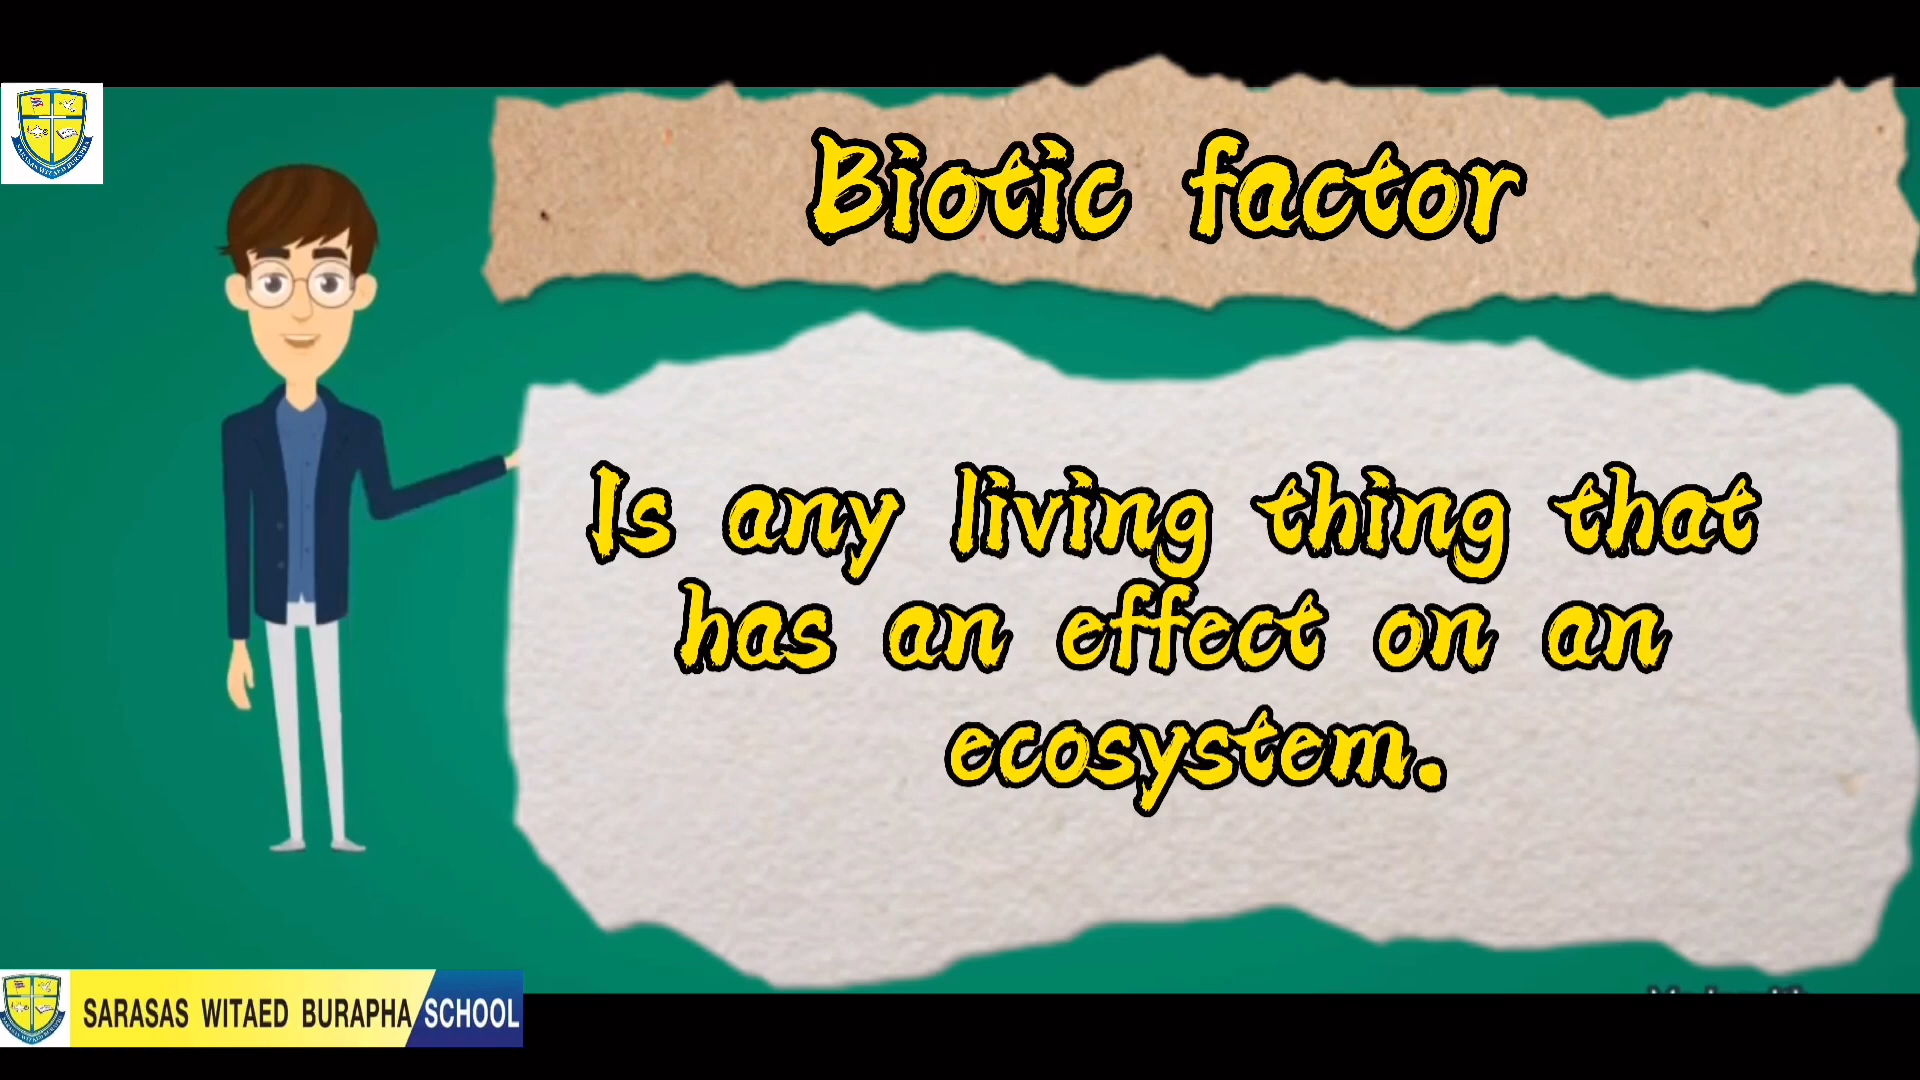 Biotic factor
Is any living thing that
has an effect on an
ecosystem.
SARASAS WITAED BURAPHA SCHOOL